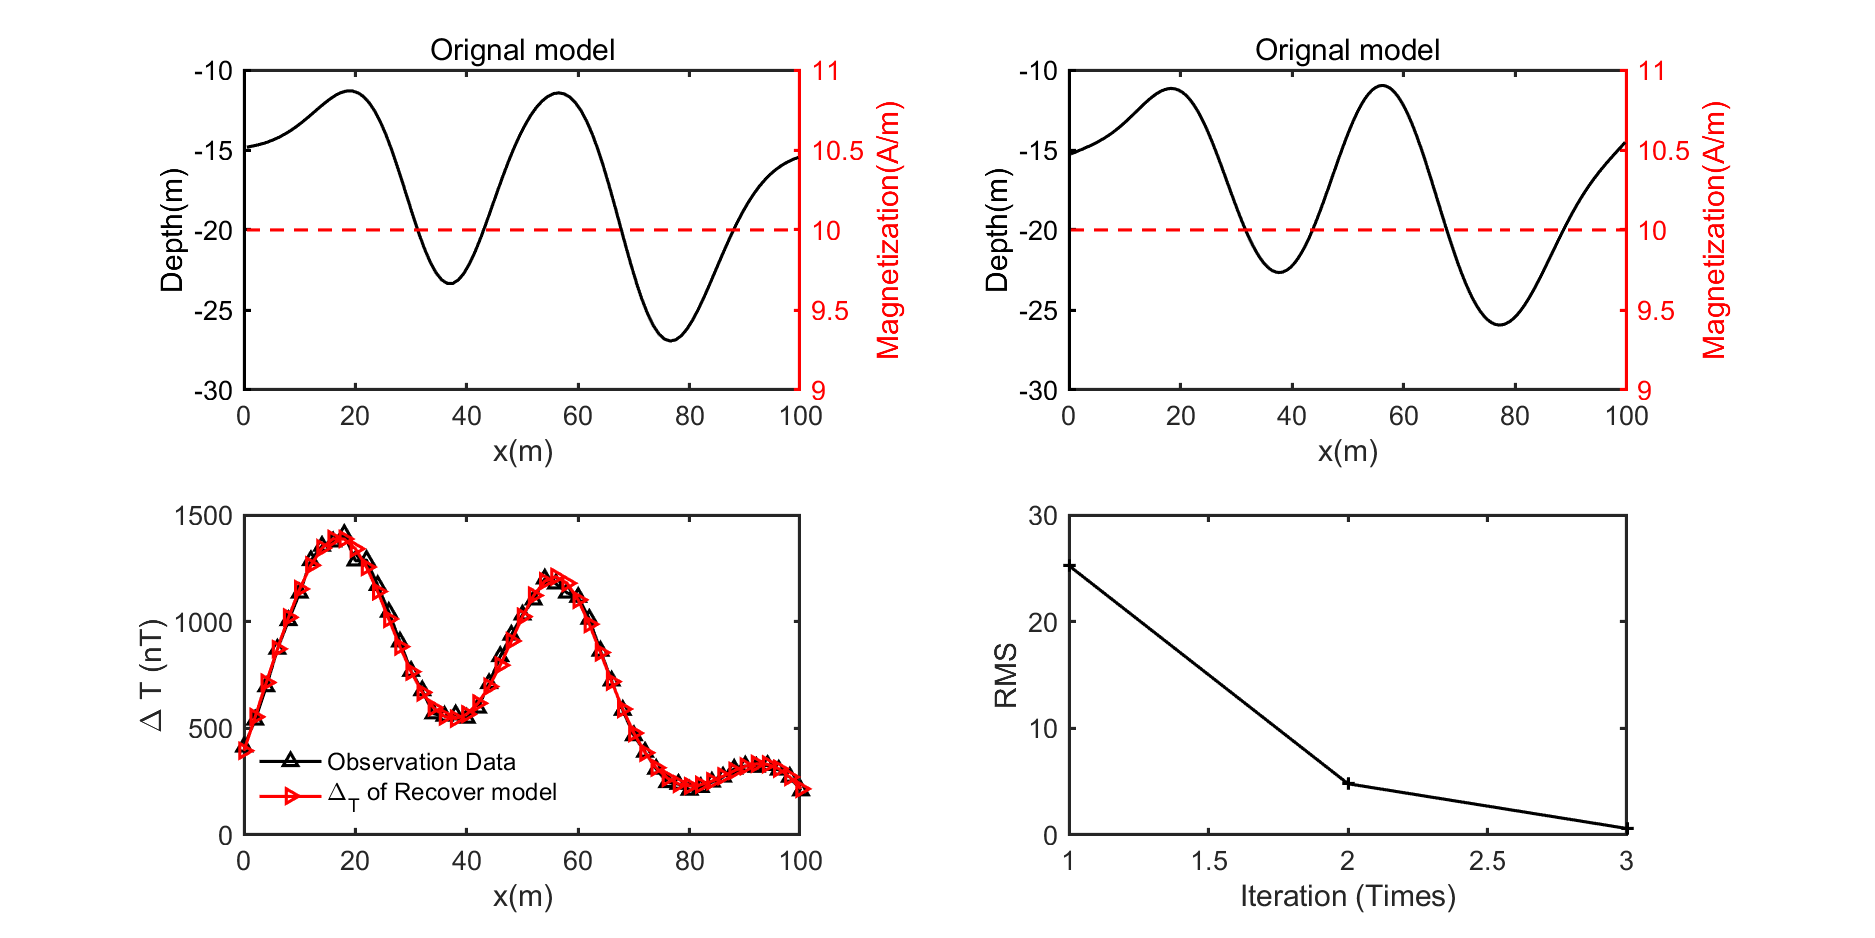 Orignal model
-10
-15
-20
-25
-30
Depth(m)
11
10.5
10
9.5
9
Magnetization(A/m)
0 20 40 60 80 100
x(m)
Orignal model
-10
-15
-20
-25
-30
Depth(m)
11
10.5
10
9.5
9
Magnetization(A/m)
0 20 40 60 80 100
x(m)
1500
1000
500
0
Δ T (nT)
Observation Data
Δ_T of Recover model
0 20 40 60 80 100
x(m)
30
20
10
0
RMS
1 1.5 2 2.5 3
Iteration (Times)